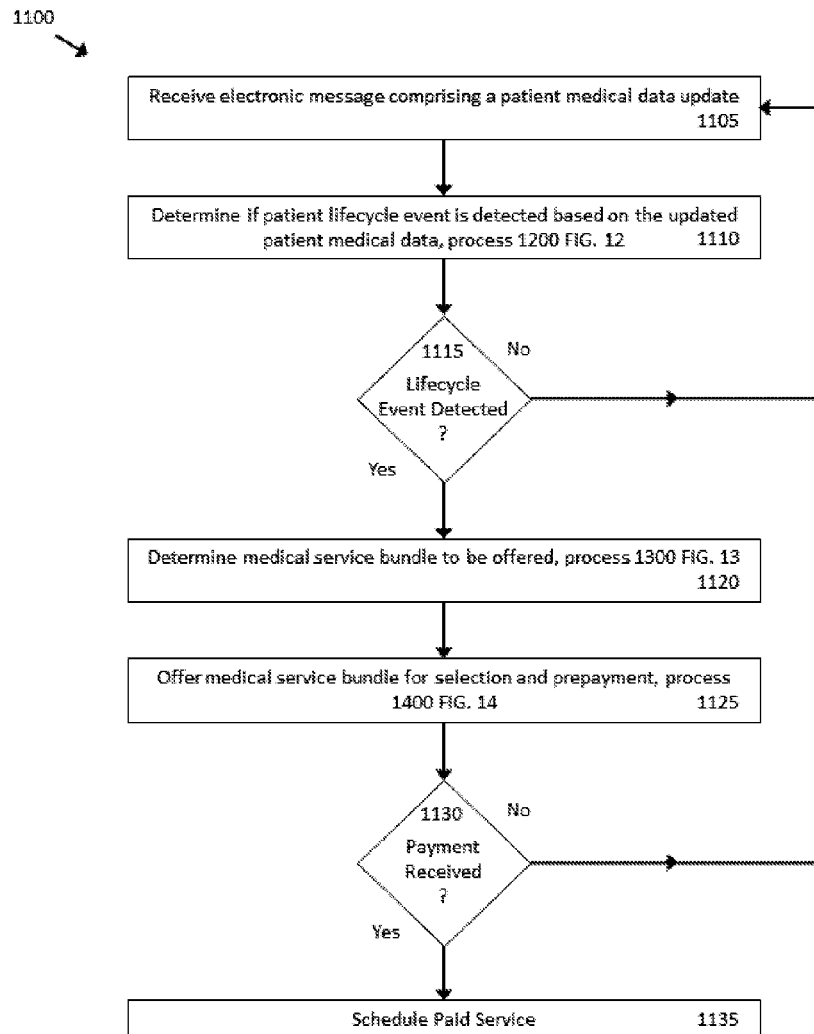 1100
Receive electronic message comprising a patient medical data update
1105
Determine if patient lifecycle event is detected based on the updated
patient medical data, process 1200 FIG. 12 1110
1115
No
Lifecycle
Event Detected
?
Yes
Determine medical service bundle to be offered, process 1300 FIG. 13
1120
Offer medical service bundle for selection and prepayment, process
1400 FIG. 14 1125
1130
No
Payment
Received
?
Yes
Schedule Paid Service 1135